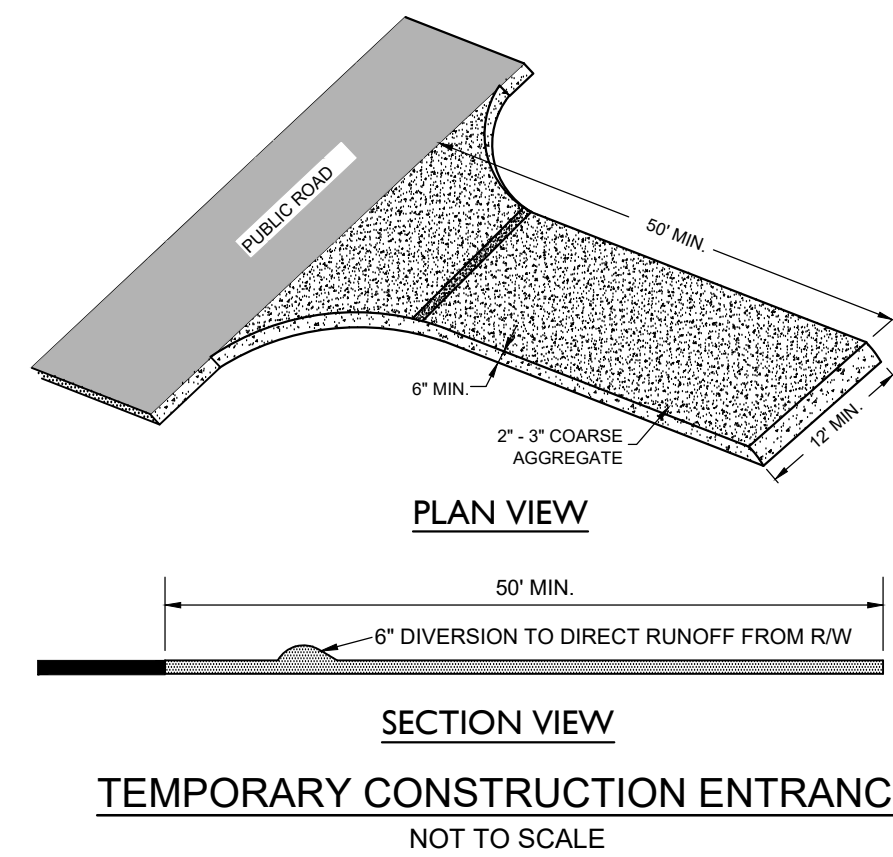 PUBLIC ROAD
50' MIN.
6" MIN.
2" - 3" COARSE
AGGREGATE
12' MIN.
PLAN VIEW
50' MIN.
6" DIVERSION TO DIRECT RUNOFF FROM R/W
SECTION VIEW
TEMPORARY CONSTRUCTION ENTRANC
NOT TO SCALE